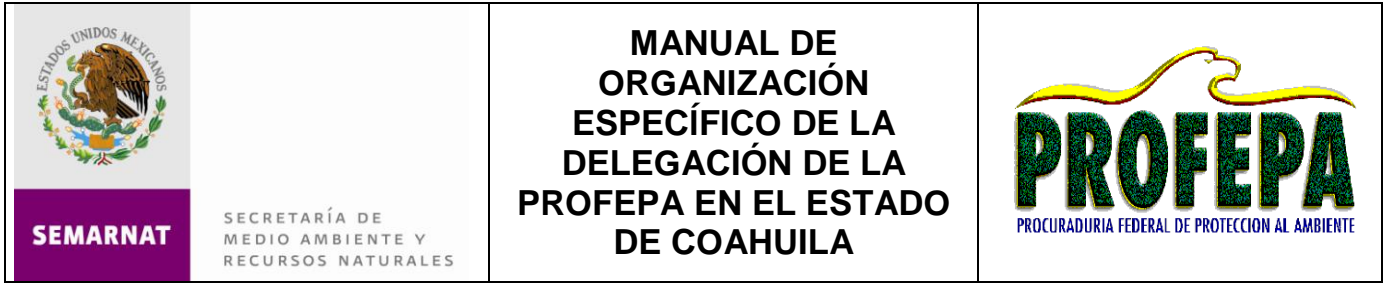 ESTADOS UNIDOS MEXICANOS
SEMARNAT
SECRETARÍA DE
MEDIO AMBIENTE Y
RECURSOS NATURALES
MANUAL DE
ORGANIZACIÓN
ESPECÍFICO DE LA
DELEGACIÓN DE LA
PROFEPA EN EL ESTADO
DE COAHUILA
PROFEPA
PROCURADURIA FEDERAL DE PROTECCION AL AMBIENTE